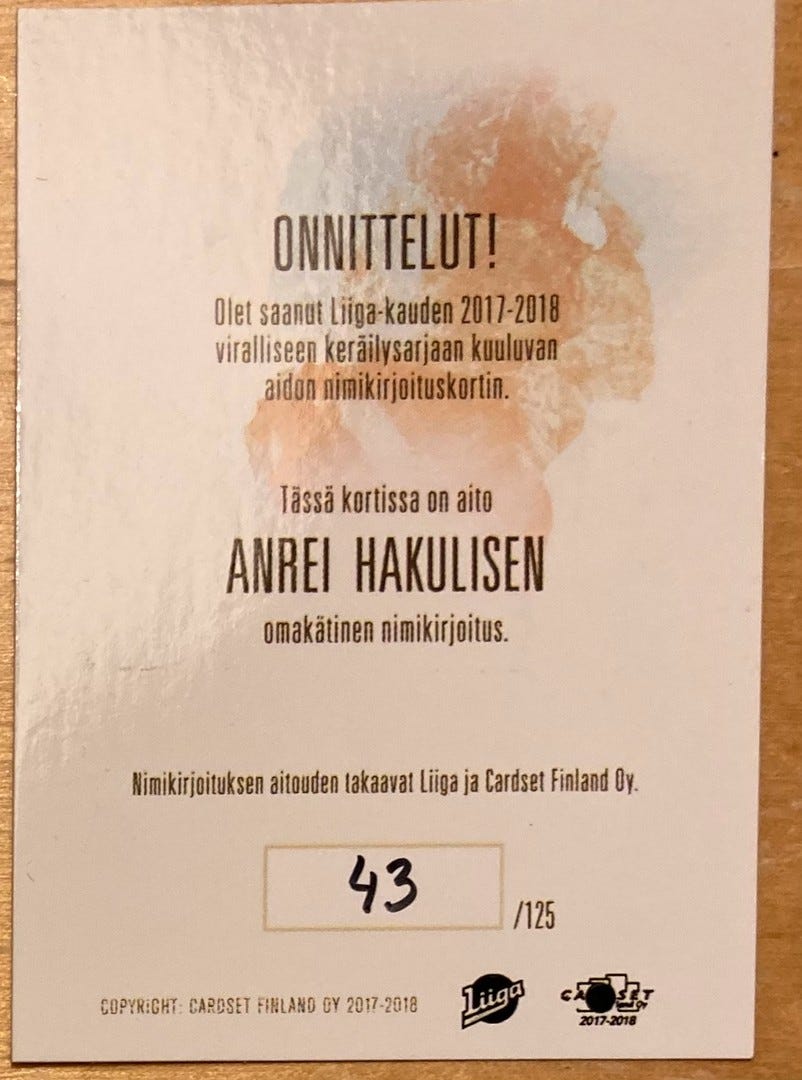 ONNITTELUT!
Olet saanut Liiga-kauden 2017-2018
viralliseen keräilysarjaan kuuluvan
aidon nimikirjoituskortin.
Tässä kortissa on aito
ANREI HAKULISEN
omakätinen nimikirjoitus.
Nimikirjoituksen aitouden takaavat Liiga ja Cardset Finland Oy.
43
/125
COPYRIGHT: CARDSET FINLAND OY 2017-2018
Liiga
CARDSET
2017-2018